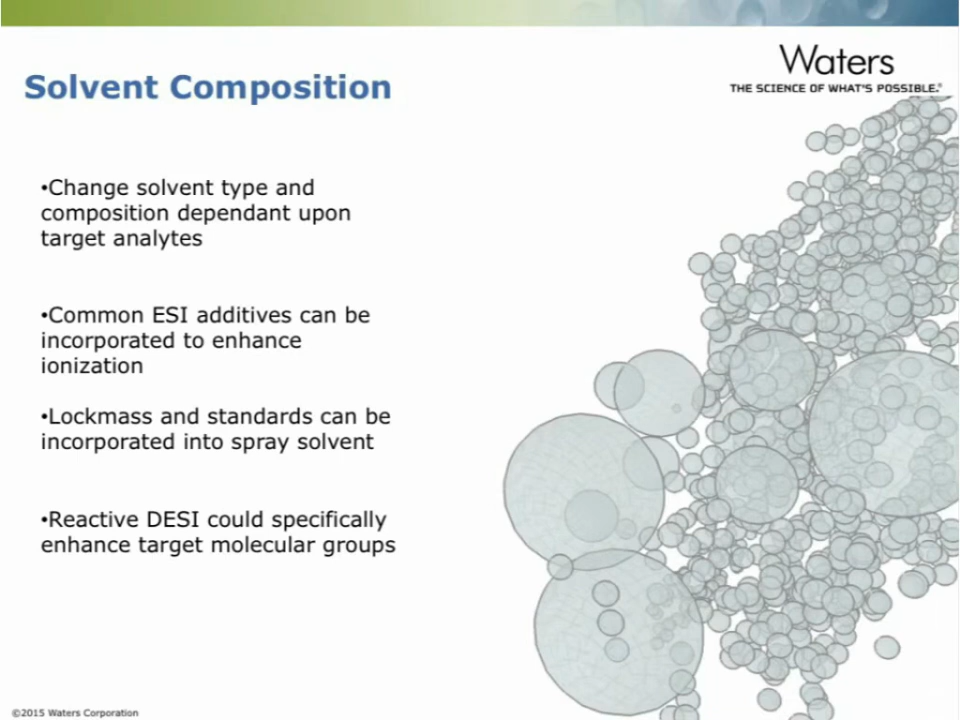 Waters
THE SCIENCE OF WHAT'S POSSIBLE.®
Solvent Composition
•Change solvent type and
composition dependant upon
target analytes
•Common ESI additives can be
incorporated to enhance
ionization
•Lockmass and standards can be
incorporated into spray solvent
•Reactive DESI could specifically
enhance target molecular groups
©2015 Waters Corporation